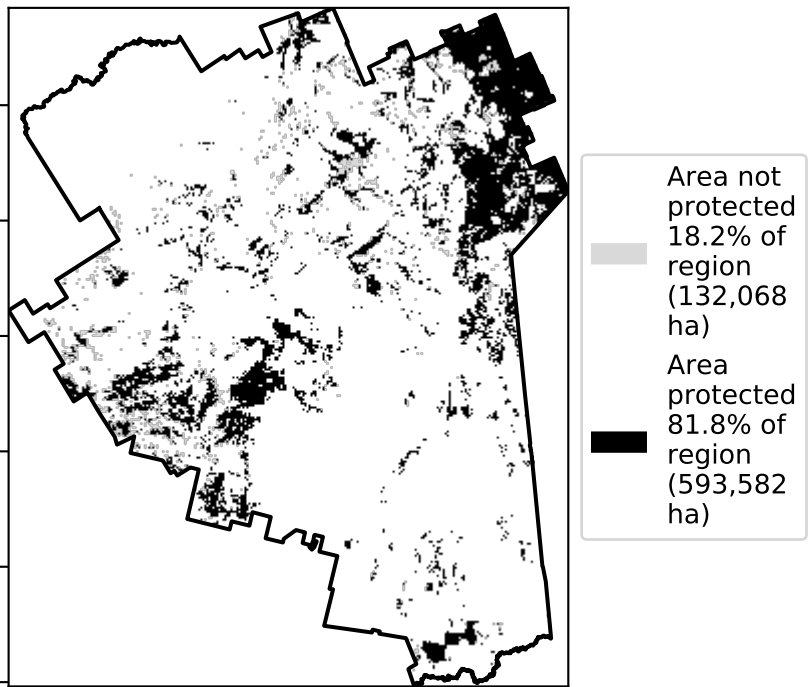 Area not
protected
18.2% of
region
(132,068
ha)
Area
protected
81.8% of
region
(593,582
ha)